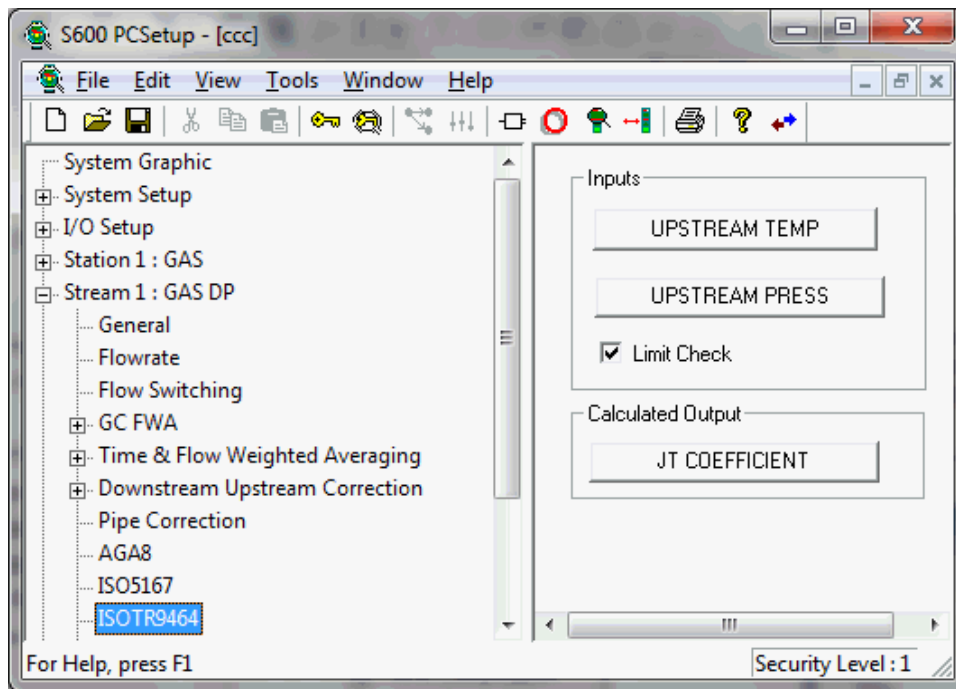 S600 PCSetup - [ccc]
File Edit View Tools Window Help
System Graphic
System Setup
I/O Setup
Station 1 : GAS
Stream 1 : GAS DP
General
Flowrate
Flow Switching
GC FWA
Time & Flow Weighted Averaging
Downstream Upstream Correction
Pipe Correction
AGA8
ISO5167
ISOTR9464
Inputs
UPSTREAM TEMP
UPSTREAM PRESS
Limit Check
Calculated Output
JT COEFFICIENT
For Help, press F1
Security Level : 1